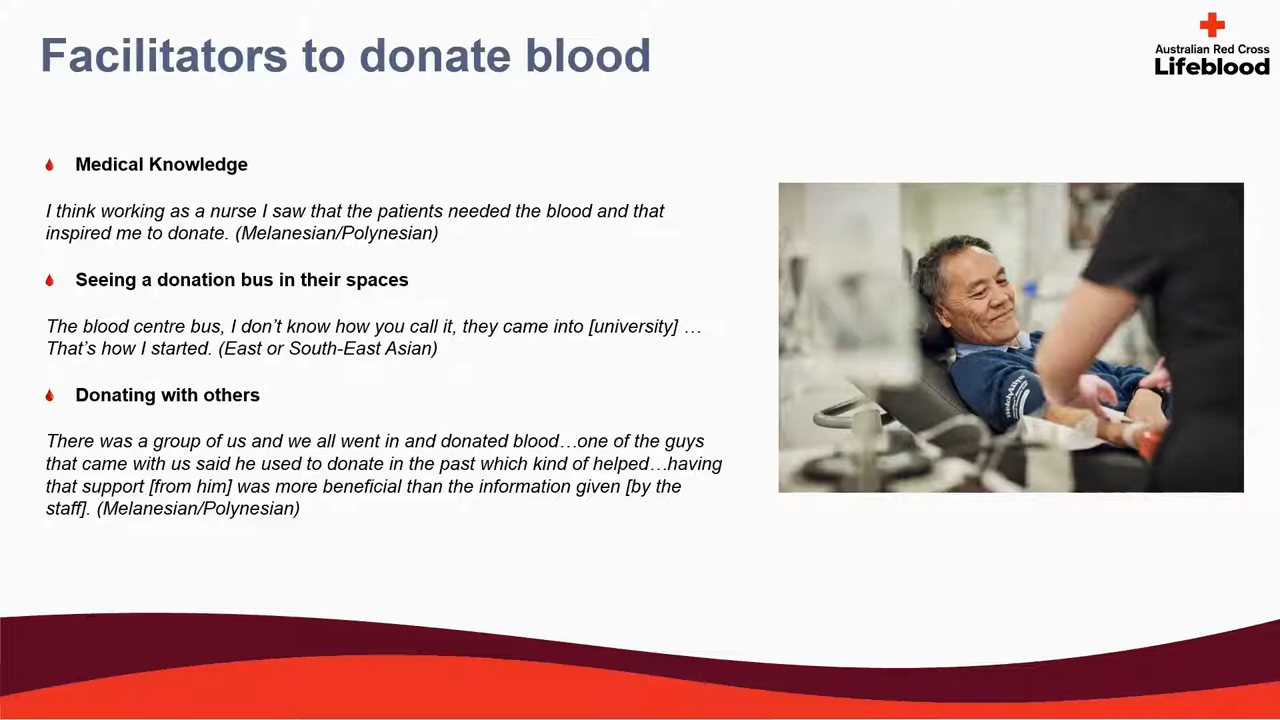 Facilitators to donate blood
Australian Red Cross
Lifeblood
Medical Knowledge
I think working as a nurse I saw that the patients needed the blood and that
inspired me to donate. (Melanesian/Polynesian)
Seeing a donation bus in their spaces
The blood centre bus, I don’t know how you call it, they came into [university] …
That’s how I started. (East or South-East Asian)
Donating with others
There was a group of us and we all went in and donated blood…one of the guys
that came with us said he used to donate in the past which kind of helped…having
that support [from him] was more beneficial than the information given [by the
staff]. (Melanesian/Polynesian)